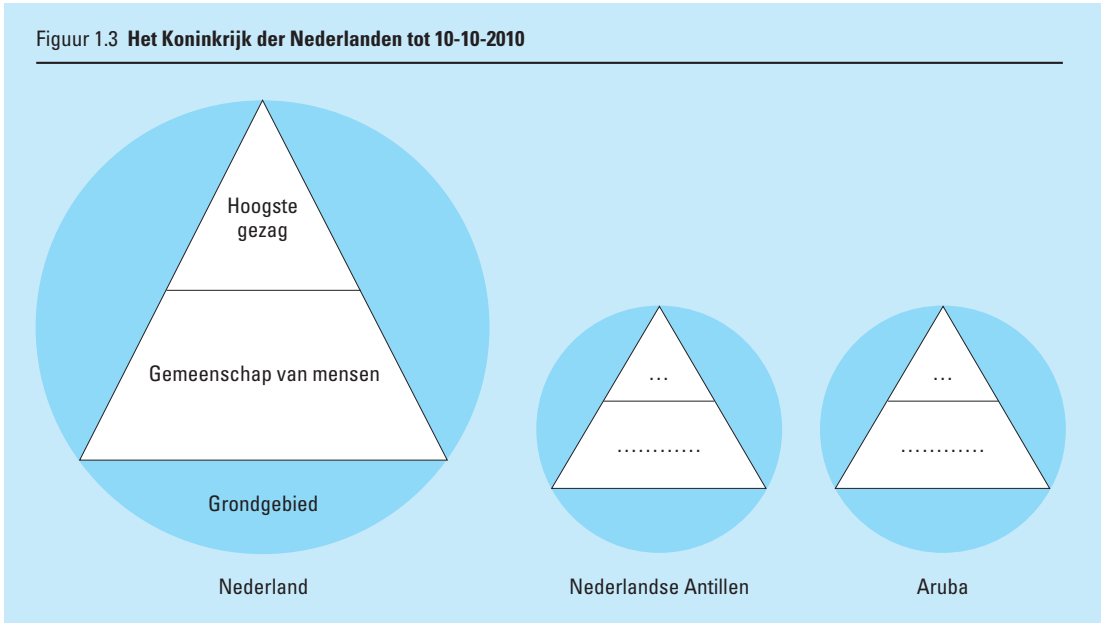 Figuur 1.3 Het Koninkrijk der Nederlanden tot 10-10-2010
Hoogste
gezag
Gemeenschap van mensen
Grondgebied
Nederland
...
............
Nederlandse Antillen
...
............
Aruba